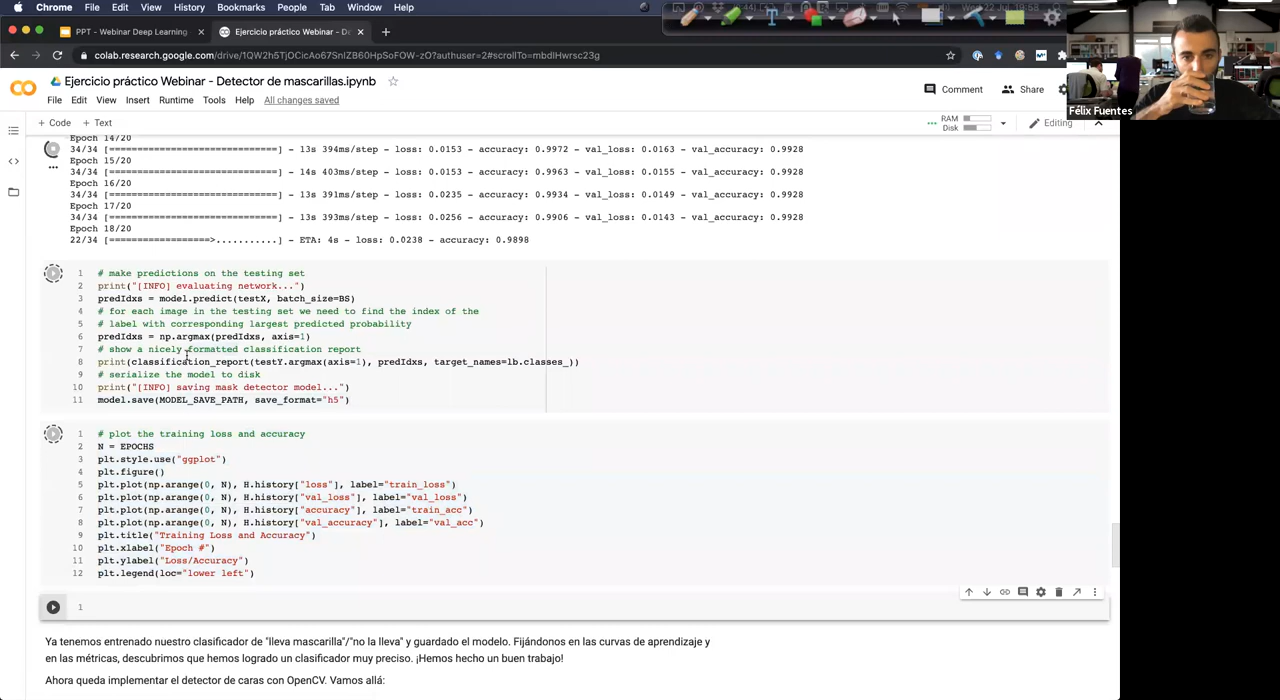 Chrome File Edit View History Bookmarks People Tab Window Help
PPT - Webinar Deep Learning
Ejercicio práctico Webinar - De
colab.research.google.com/drive/1QW2h5TjOCicAo67SnIZB60HpSoFOW-zO?authuser=2#scrollTo=mbdIHwrsc23g
Félix Fuentes
Ejercicio práctico Webinar - Detector de mascarillas.ipynb
File Edit View Insert Runtime Tools Help All changes saved
Comment Share
+ Code + Text
RAM
Disk
Editing
Epoch 14/20
34/34 [==============================] - 13s 394ms/step - loss: 0.0153 - accuracy: 0.9972 - val_loss: 0.0163 - val_accuracy: 0.9928
Epoch 15/20
34/34 [==============================] - 14s 403ms/step - loss: 0.0153 - accuracy: 0.9963 - val_loss: 0.0155 - val_accuracy: 0.9928
Epoch 16/20
34/34 [==============================] - 13s 391ms/step - loss: 0.0235 - accuracy: 0.9934 - val_loss: 0.0149 - val_accuracy: 0.9928
Epoch 17/20
34/34 [==============================] - 13s 393ms/step - loss: 0.0256 - accuracy: 0.9906 - val_loss: 0.0143 - val_accuracy: 0.9928
Epoch 18/20
22/34 [==================>...........] - ETA: 4s - loss: 0.0238 - accuracy: 0.9898
1 # make predictions on the testing set
2 print("[INFO] evaluating network...")
3 predIdxs = model.predict(testX, batch_size=BS)
4 # for each image in the testing set we need to find the index of the
5 # label with corresponding largest predicted probability
6 predIdxs = np.argmax(predIdxs, axis=1)
7 # show a nicely formatted classification report
8 print(classification_report(testY.argmax(axis=1), predIdxs, target_names=lb.classes_))
9 # serialize the model to disk
10 print("[INFO] saving mask detector model...")
11 model.save(MODEL_SAVE_PATH, save_format="h5")
1 # plot the training loss and accuracy
2 N = EPOCHS
3 plt.style.use("ggplot")
4 plt.figure()
5 plt.plot(np.arange(0, N), H.history["loss"], label="train_loss")
6 plt.plot(np.arange(0, N), H.history["val_loss"], label="val_loss")
7 plt.plot(np.arange(0, N), H.history["accuracy"], label="train_acc")
8 plt.plot(np.arange(0, N), H.history["val_accuracy"], label="val_acc")
9 plt.title("Training Loss and Accuracy")
10 plt.xlabel("Epoch #")
11 plt.ylabel("Loss/Accuracy")
12 plt.legend(loc="lower left")
1
Ya tenemos entrenado nuestro clasificador de "lleva mascarilla"/"no la lleva" y guardado el modelo. Fijándonos en las curvas de aprendizaje y
en las métricas, descubrimos que hemos logrado un clasificador muy preciso. ¡Hemos hecho un buen trabajo!
Ahora queda implementar el detector de caras con OpenCV. Vamos allá: